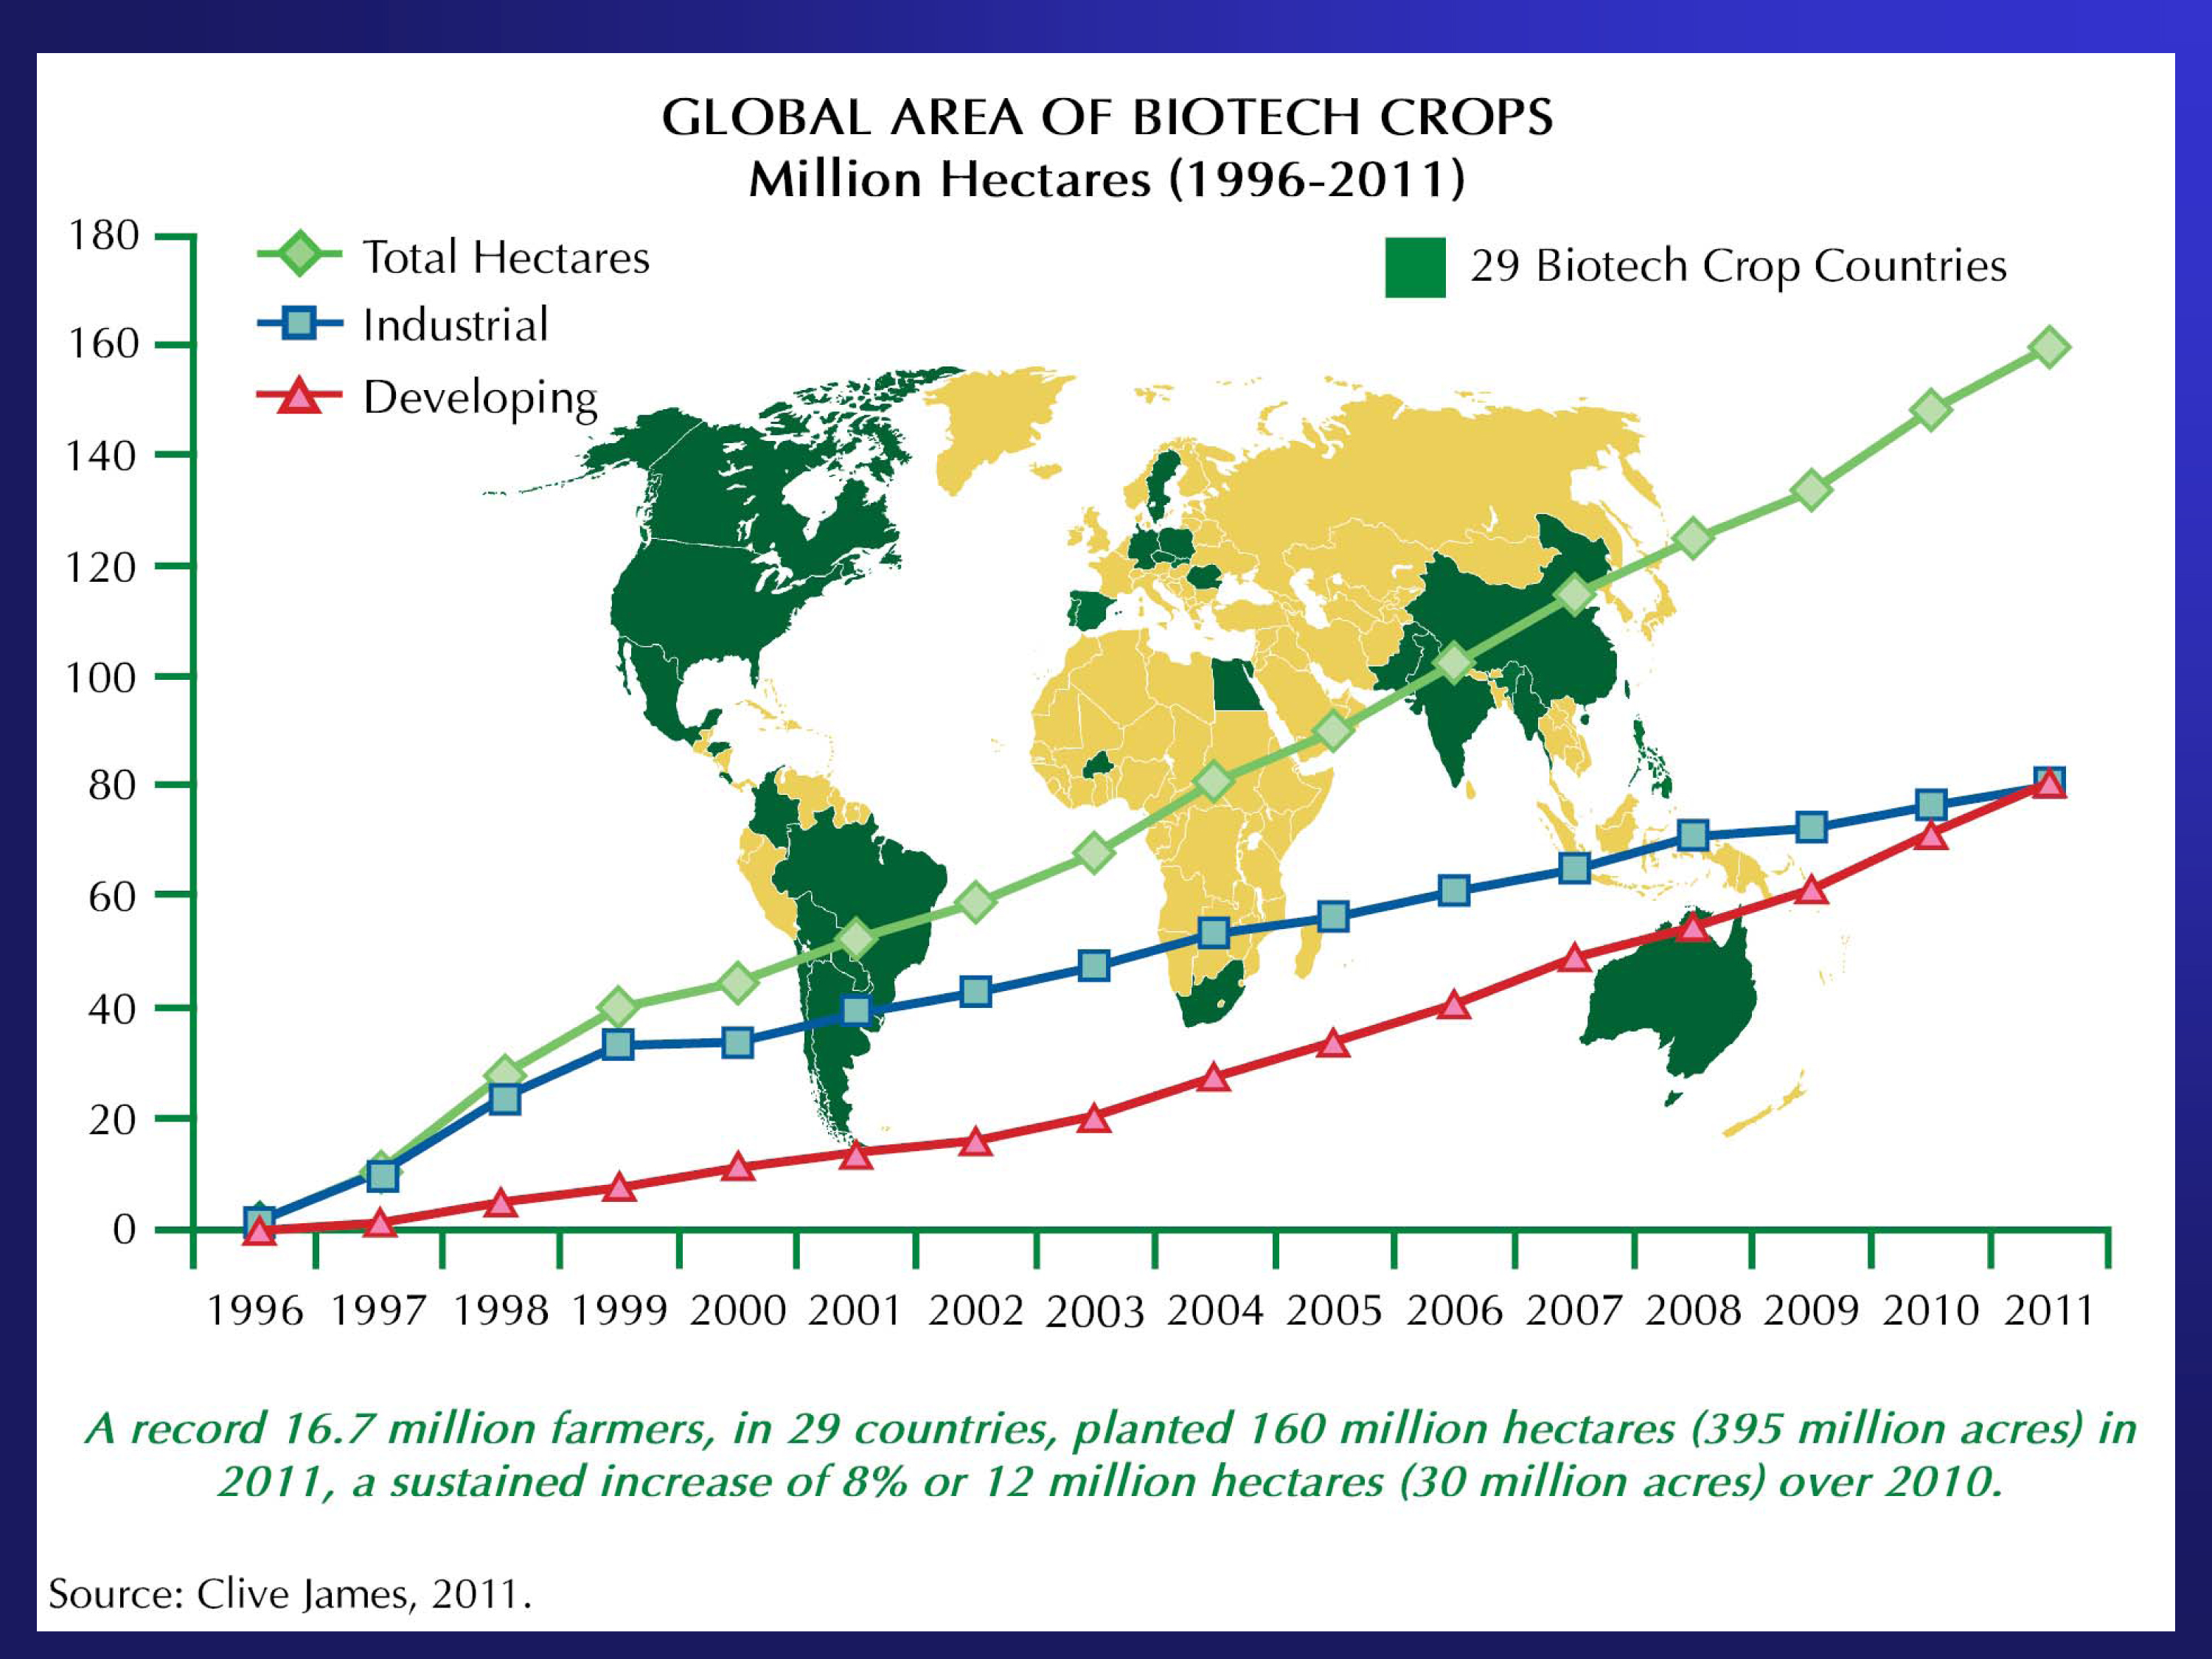 GLOBAL AREA OF BIOTECH CROPS
Million Hectares (1996-2011)
Total Hectares
Industrial
Developing
29 Biotech Crop Countries
180
160
140
120
100
80
60
40
20
0
1996 1997 1998 1999 2000 2001 2002 2003 2004 2005 2006 2007 2008 2009 2010 2011
A record 16.7 million farmers, in 29 countries, planted 160 million hectares (395 million acres) in
2011, a sustained increase of 8% or 12 million hectares (30 million acres) over 2010.
Source: Clive James, 2011.